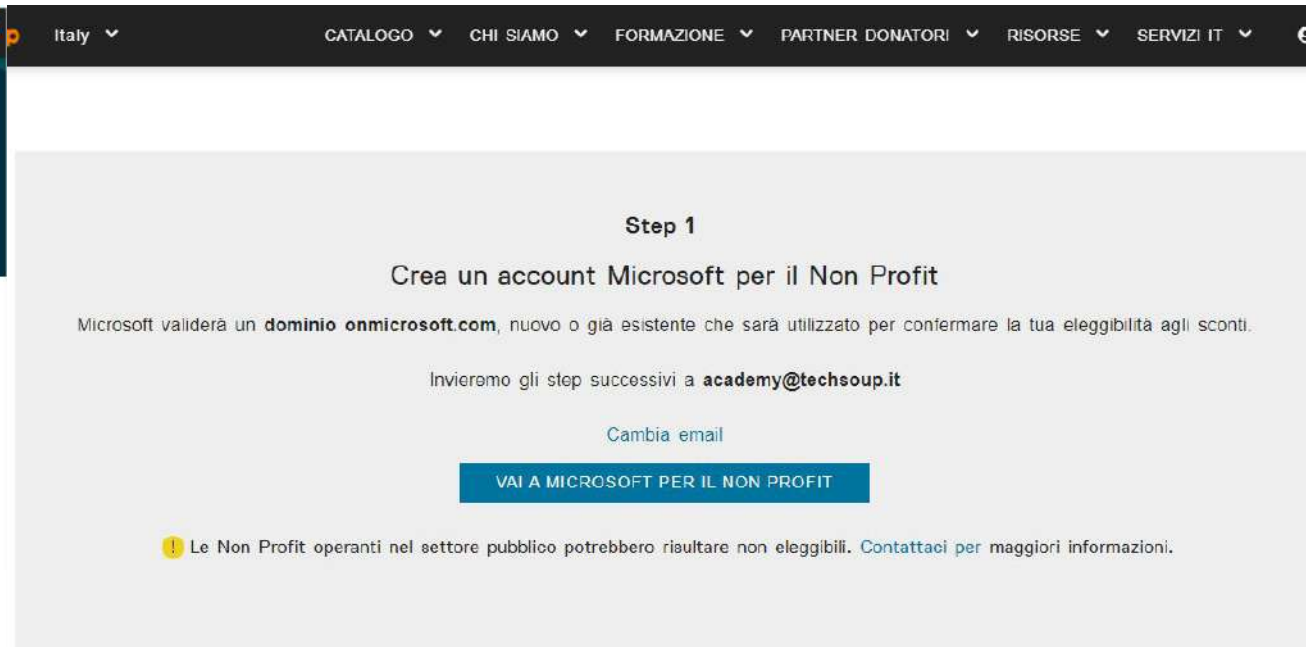 p Italy CATALOGO CHI SIAMO FORMAZIONE PARTNER DONATORI RISORSE SERVIZI IT
Step 1
Crea un account Microsoft per il Non Profit
Microsoft validerà un dominio onmicrosoft.com, nuovo o già esistente che sarà utilizzato per confermare la tua eleggibilità agli sconti.
Invieremo gli step successivi a academy@techsoup.it
Cambia email
VAI A MICROSOFT PER IL NON PROFIT
! Le Non Profit operanti nel settore pubblico potrebbero risultare non eleggibili. Contattaci per maggiori informazioni.